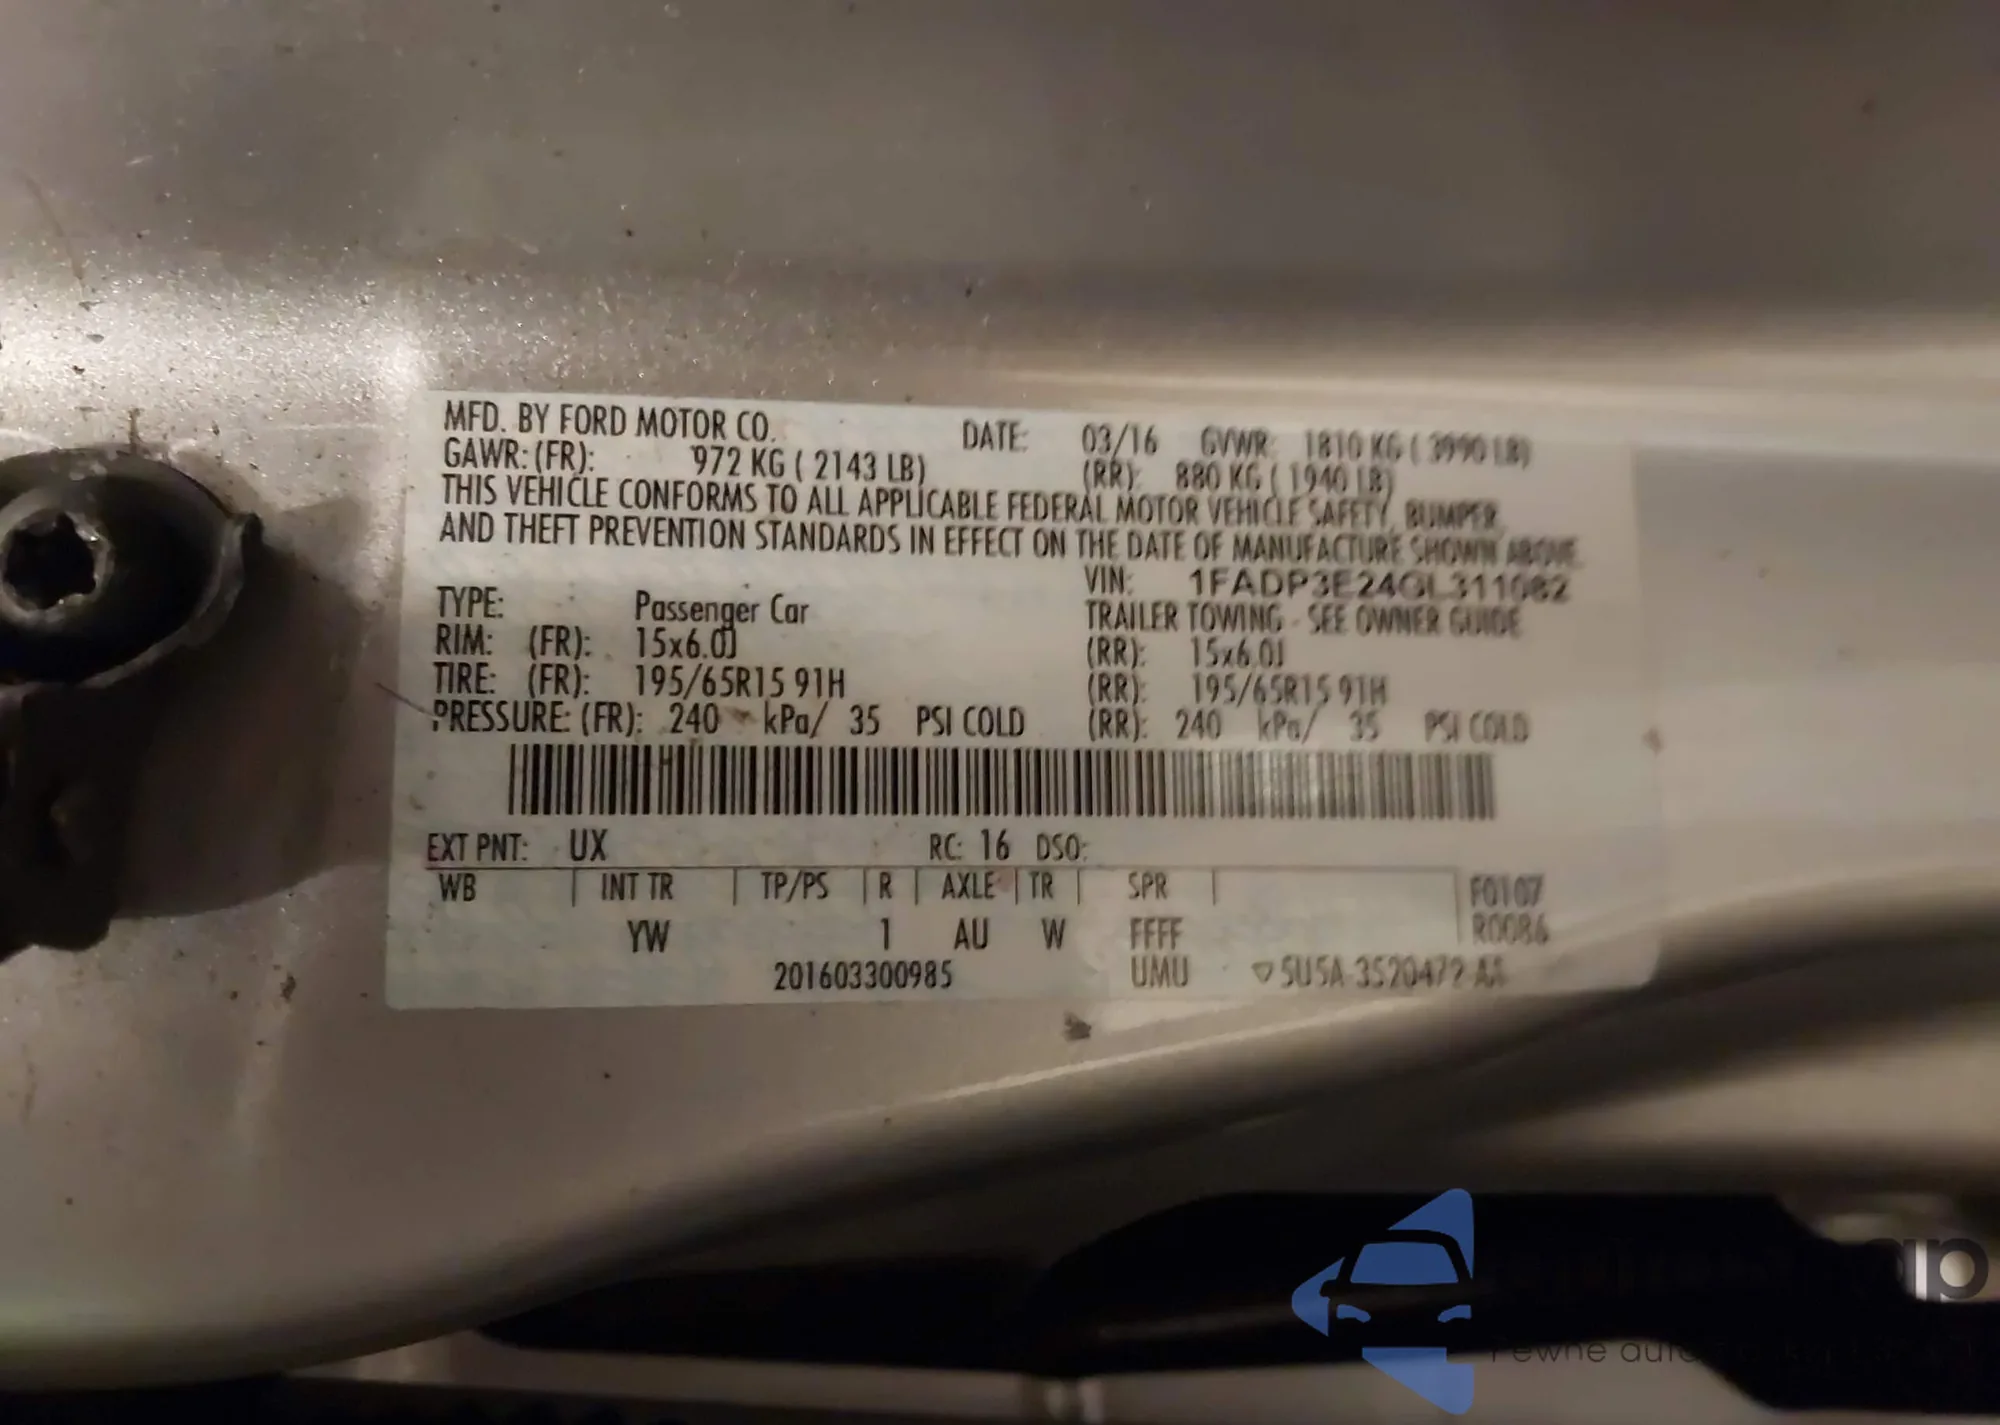 MFD. BY FORD MOTOR CO. DATE: 03/16 GVWR: 1810 KG ( 3990 LB)
GAWR: (FR): 972 KG ( 2143 LB) (RR): 880 KG ( 1940 LB)
THIS VEHICLE CONFORMS TO ALL APPLICABLE FEDERAL MOTOR VEHICLE SAFETY, BUMPER,
AND THEFT PREVENTION STANDARDS IN EFFECT ON THE DATE OF MANUFACTURE SHOWN ABOVE.
VIN: 1FADP3E24GL311082
TYPE: Passenger Car TRAILER TOWING - SEE OWNER GUIDE
RIM: (FR): 15x6.0J (RR): 15x6.0J
TIRE: (FR): 195/65R15 91H (RR): 195/65R15 91H
PRESSURE: (FR): 240 kPa/ 35 PSI COLD (RR): 240 kPa/ 35 PSI COLD
EXT PNT: UX RC: 16 DSO:
WB | INT TR | TP/PS | R | AXLE | TR | SPR | F0107
YW 1 AU W FFFF R0086
201603300985 UMU 5U5A-3520472-AA